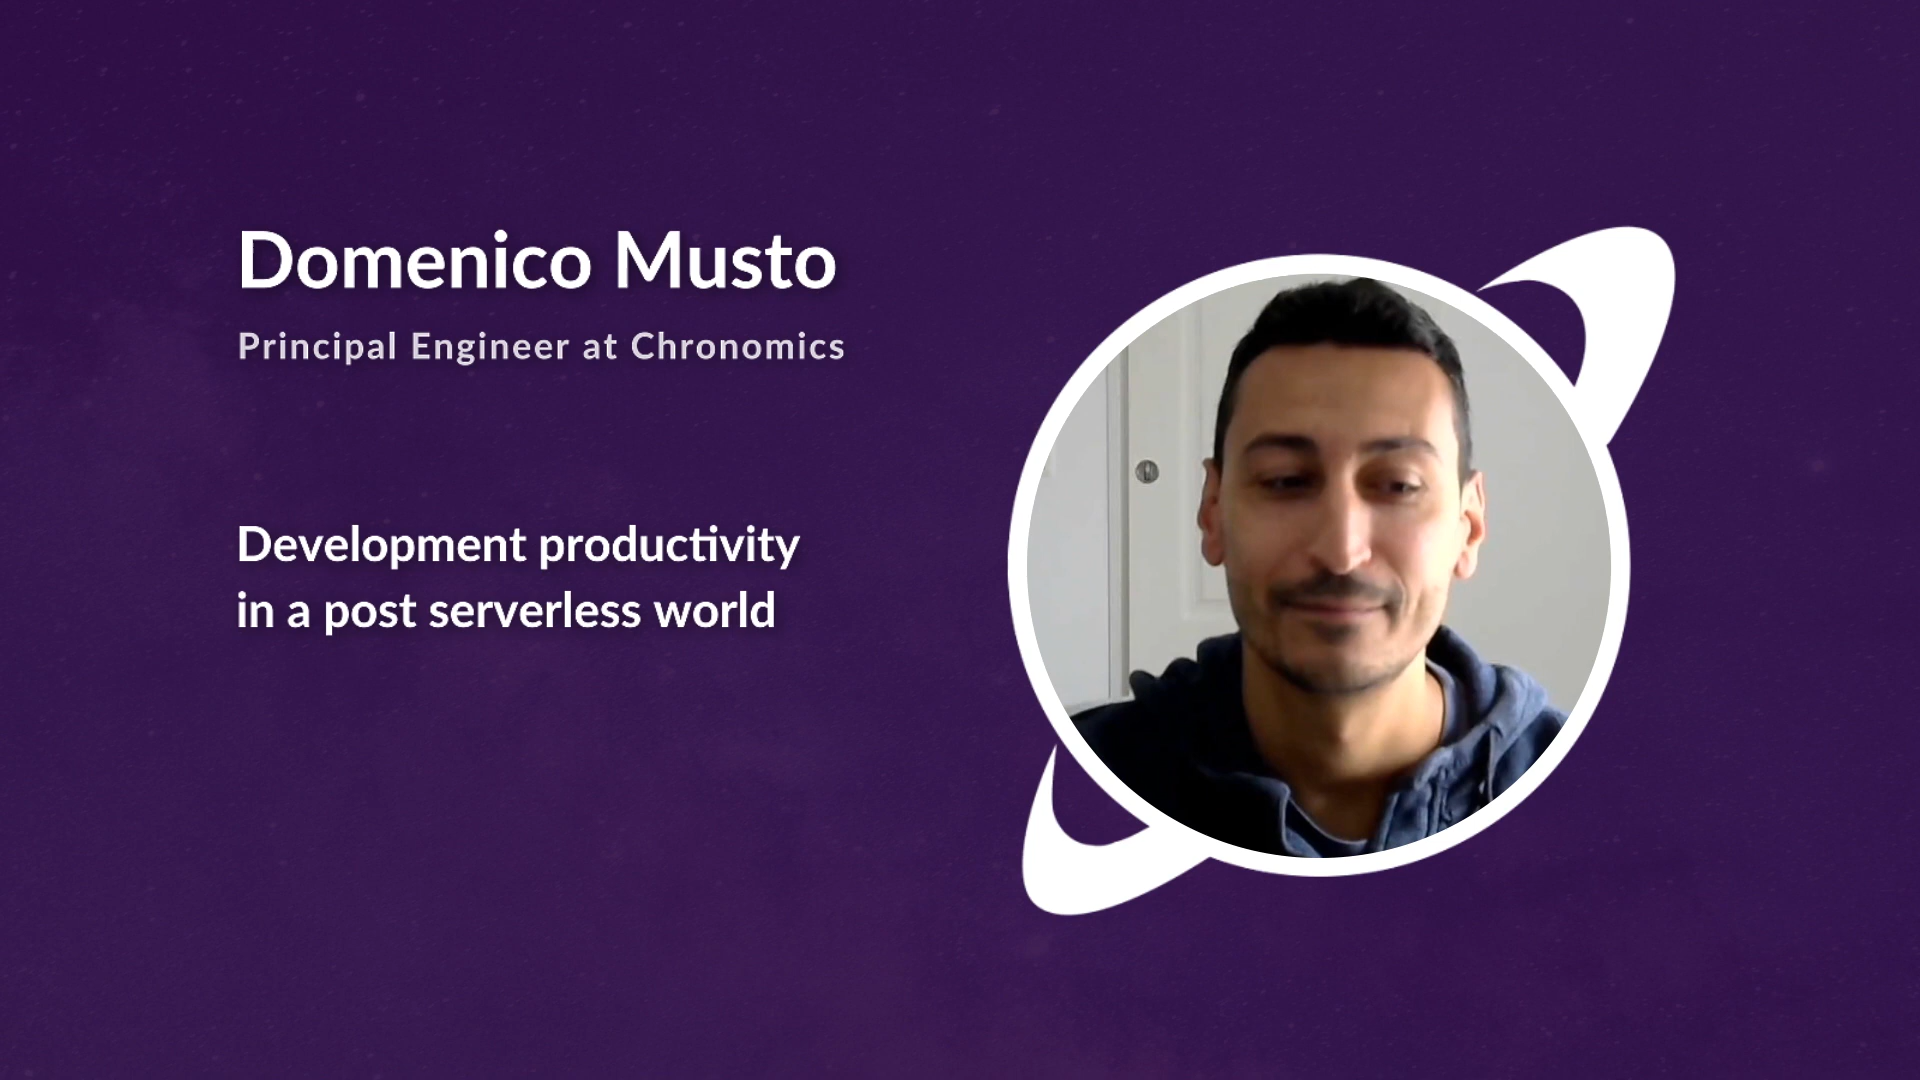 Domenico Musto
Principal Engineer at Chronomics
Development productivity
in a post serverless world